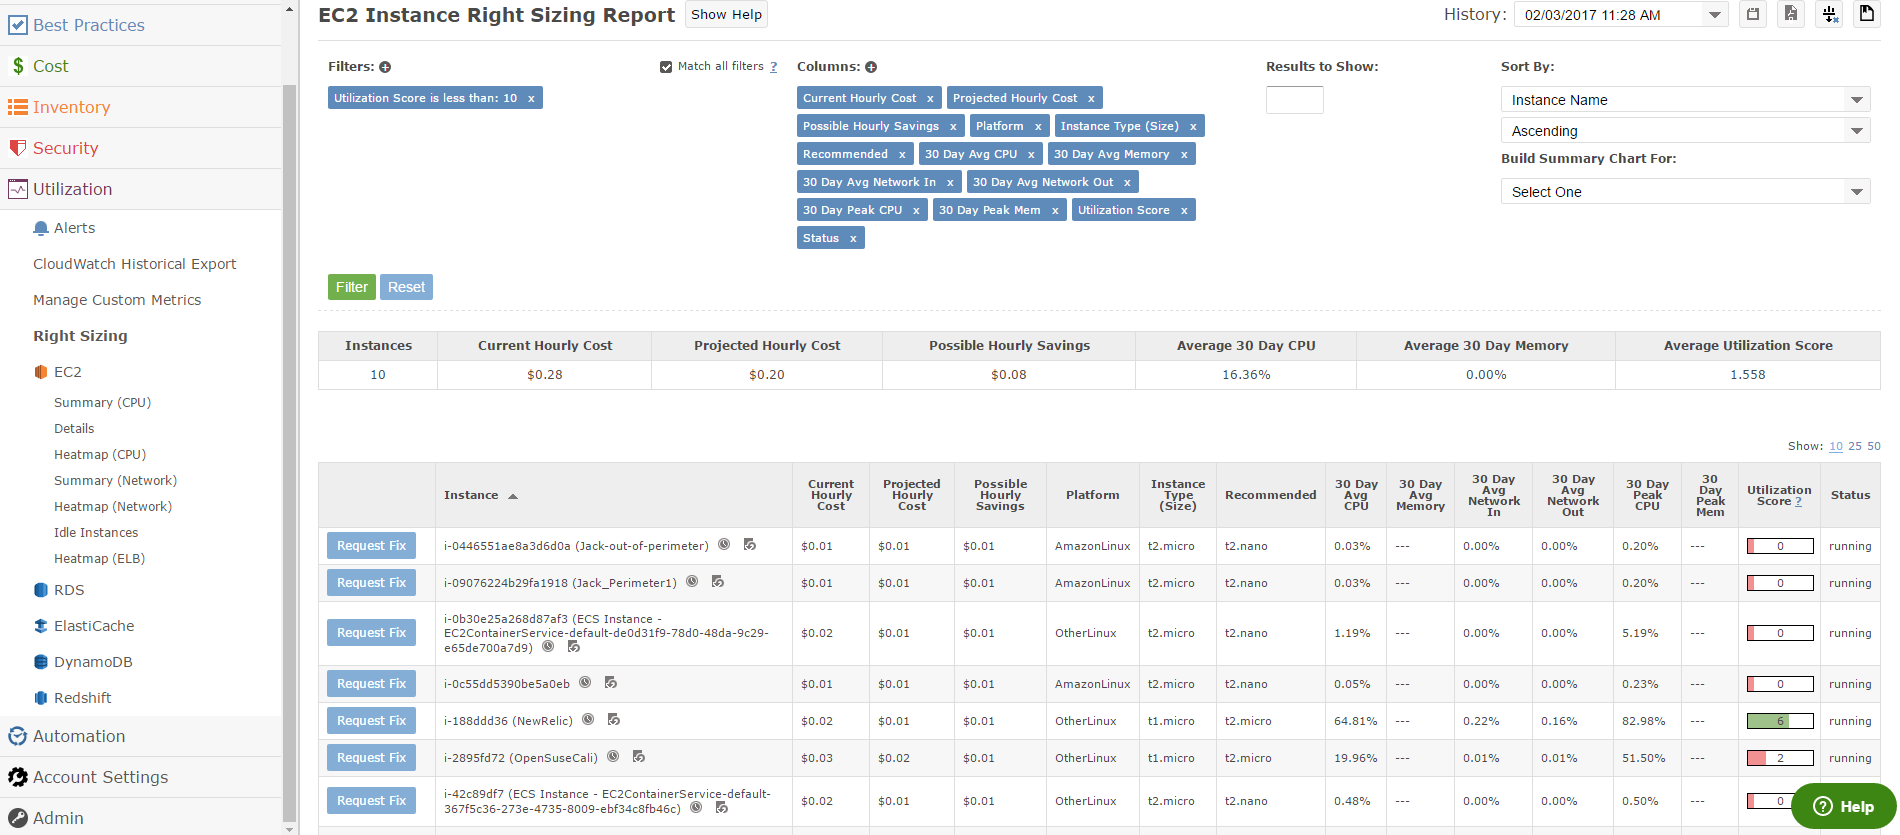 Best Practices
Cost
Inventory
Security
Utilization
Alerts
CloudWatch Historical Export
Manage Custom Metrics
Right Sizing
EC2
Summary (CPU)
Details
Heatmap (CPU)
Summary (Network)
Heatmap (Network)
Idle Instances
Heatmap (ELB)
RDS
ElastiCache
DynamoDB
Redshift
Automation
Account Settings
Admin
EC2 Instance Right Sizing Report Show Help
History: 02/03/2017 11:28 AM
Filters:
Match all filters ?
Utilization Score is less than: 10 x
Columns:
Current Hourly Cost x Projected Hourly Cost x
Possible Hourly Savings x Platform x Instance Type (Size) x
Recommended x 30 Day Avg CPU x 30 Day Avg Memory x
30 Day Avg Network In x 30 Day Avg Network Out x
30 Day Peak CPU x 30 Day Peak Mem x Utilization Score x
Status x
Results to Show:
Sort By:
Instance Name
Ascending
Build Summary Chart For:
Select One
Filter Reset
Instances Current Hourly Cost Projected Hourly Cost Possible Hourly Savings Average 30 Day CPU Average 30 Day Memory Average Utilization Score
10 $0.28 $0.20 $0.08 16.36% 0.00% 1.558
Show: 10 25 50
Instance Current Hourly Cost Projected Hourly Cost Possible Hourly Savings Platform Instance Type (Size) Recommended 30 Day Avg CPU 30 Day Avg Memory 30 Day Avg Network In 30 Day Avg Network Out 30 Day Peak CPU 30 Day Peak Mem Utilization Score ? Status
Request Fix i-0446551ae8a3d6d0a (Jack-out-of-perimeter) $0.01 $0.01 $0.01 AmazonLinux t2.micro t2.nano 0.03% --- 0.00% 0.00% 0.20% --- 0 running
Request Fix i-09076224b29fa1918 (Jack_Perimeter1) $0.01 $0.01 $0.01 AmazonLinux t2.micro t2.nano 0.03% --- 0.00% 0.00% 0.20% --- 0 running
Request Fix i-0b30e25a268d87af3 (ECS Instance -
EC2ContainerService-default-de0d31f9-78d0-48da-9c29-
e65de700a7d9) $0.02 $0.01 $0.01 OtherLinux t2.micro t2.nano 1.19% --- 0.00% 0.00% 5.19% --- 0 running
Request Fix i-0c55dd5390be5a0eb $0.01 $0.01 $0.01 AmazonLinux t2.micro t2.nano 0.05% --- 0.00% 0.00% 0.23% --- 0 running
Request Fix i-188ddd36 (NewRelic) $0.02 $0.01 $0.01 OtherLinux t1.micro t2.micro 64.81% --- 0.22% 0.16% 82.98% --- 6 running
Request Fix i-2895fd72 (OpenSuseCali) $0.03 $0.02 $0.01 OtherLinux t1.micro t2.micro 19.96% --- 0.01% 0.01% 51.50% --- 2 running
Request Fix i-42c89df7 (ECS Instance - EC2ContainerService-default-
367f5c36-273e-4735-8009-ebf34c8fb46c) $0.02 $0.01 $0.01 OtherLinux t2.micro t2.nano 0.48% --- 0.00% 0.00% 0.50% --- 0 running
Help